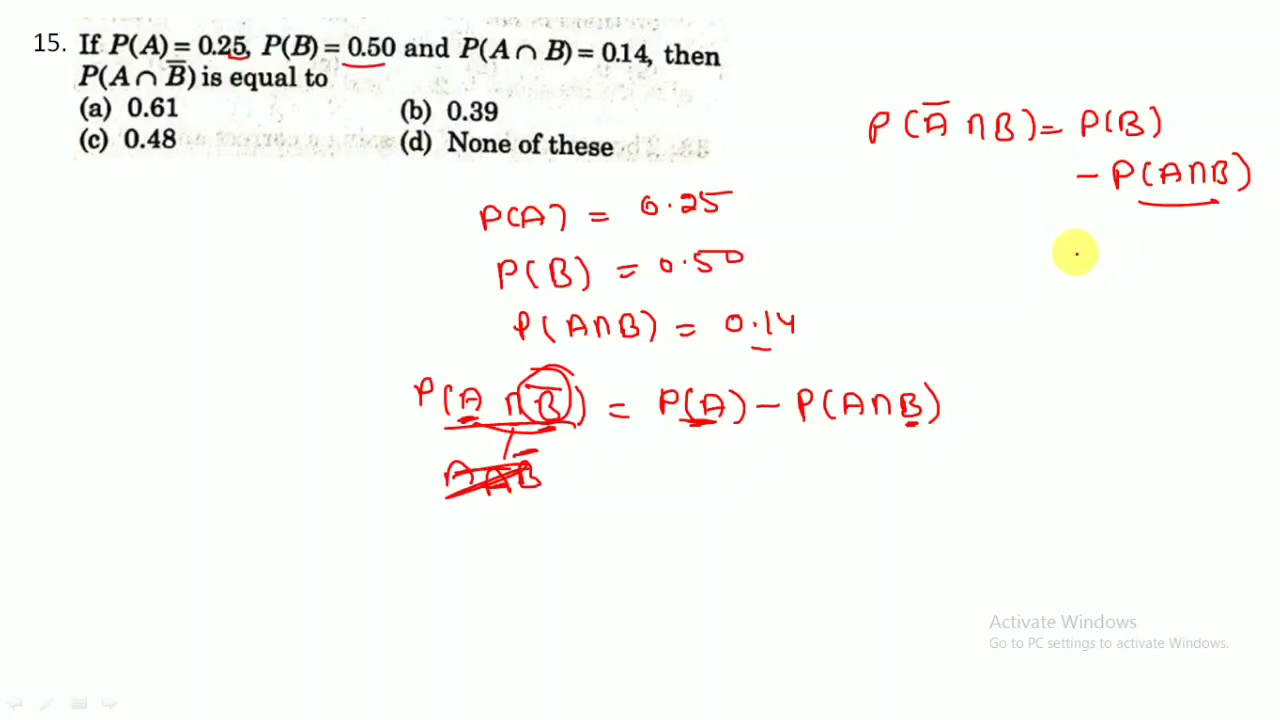 15. If P(A) = 0.25, P(B) = 0.50 and P(A ∩ B) = 0.14, then
P(A ∩ B̅) is equal to
(a) 0.61 (b) 0.39
(c) 0.48 (d) None of these
P(A̅ ∩ B) = P(B)
- P(A∩B)
P(A) = 0.25
P(B) = 0.50
P(A∩B) = 0.14
P(A ∩ B̅) = P(A) - P(A∩B)
Activate Windows
Go to PC settings to activate Windows.